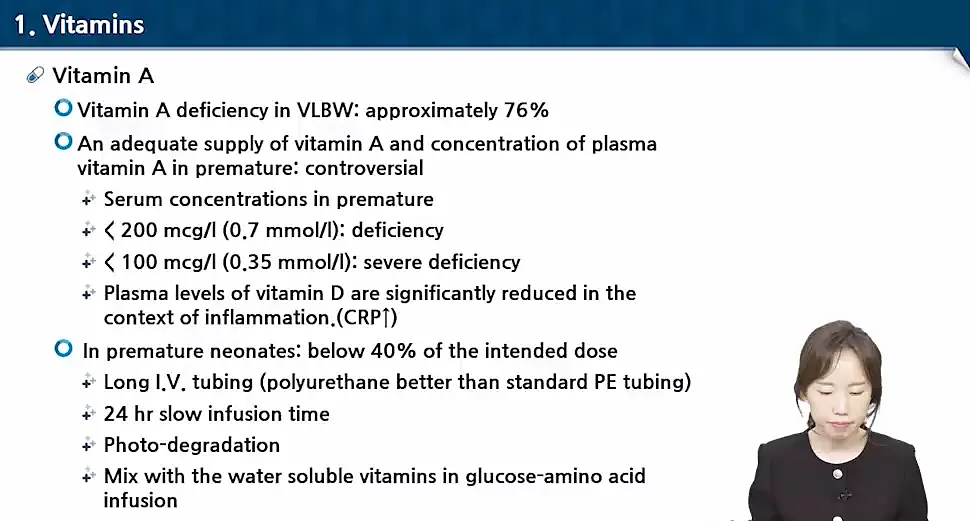 1. Vitamins
Vitamin A
Vitamin A deficiency in VLBW: approximately 76%
An adequate supply of vitamin A and concentration of plasma
vitamin A in premature: controversial
Serum concentrations in premature
< 200 mcg/l (0.7 mmol/l): deficiency
< 100 mcg/l (0.35 mmol/l): severe deficiency
Plasma levels of vitamin D are significantly reduced in the
context of inflammation.(CRP↑)
In premature neonates: below 40% of the intended dose
Long I.V. tubing (polyurethane better than standard PE tubing)
24 hr slow infusion time
Photo-degradation
Mix with the water soluble vitamins in glucose-amino acid
infusion